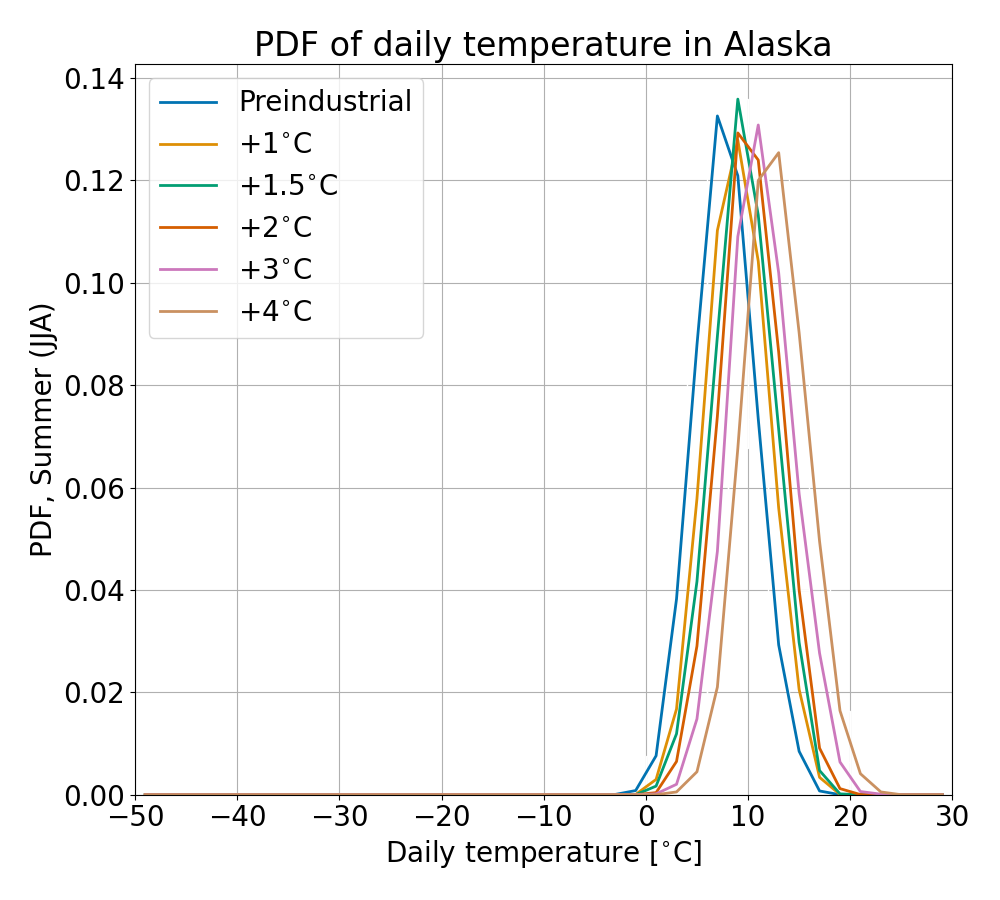 PDF of daily temperature in Alaska
0.14
0.12
0.10
0.08
0.06
0.04
0.02
0.00
PDF, Summer (JJA)
Preindustrial
+1°C
+1.5°C
+2°C
+3°C
+4°C
−50 −40 −30 −20 −10 0 10 20 30
Daily temperature [°C]